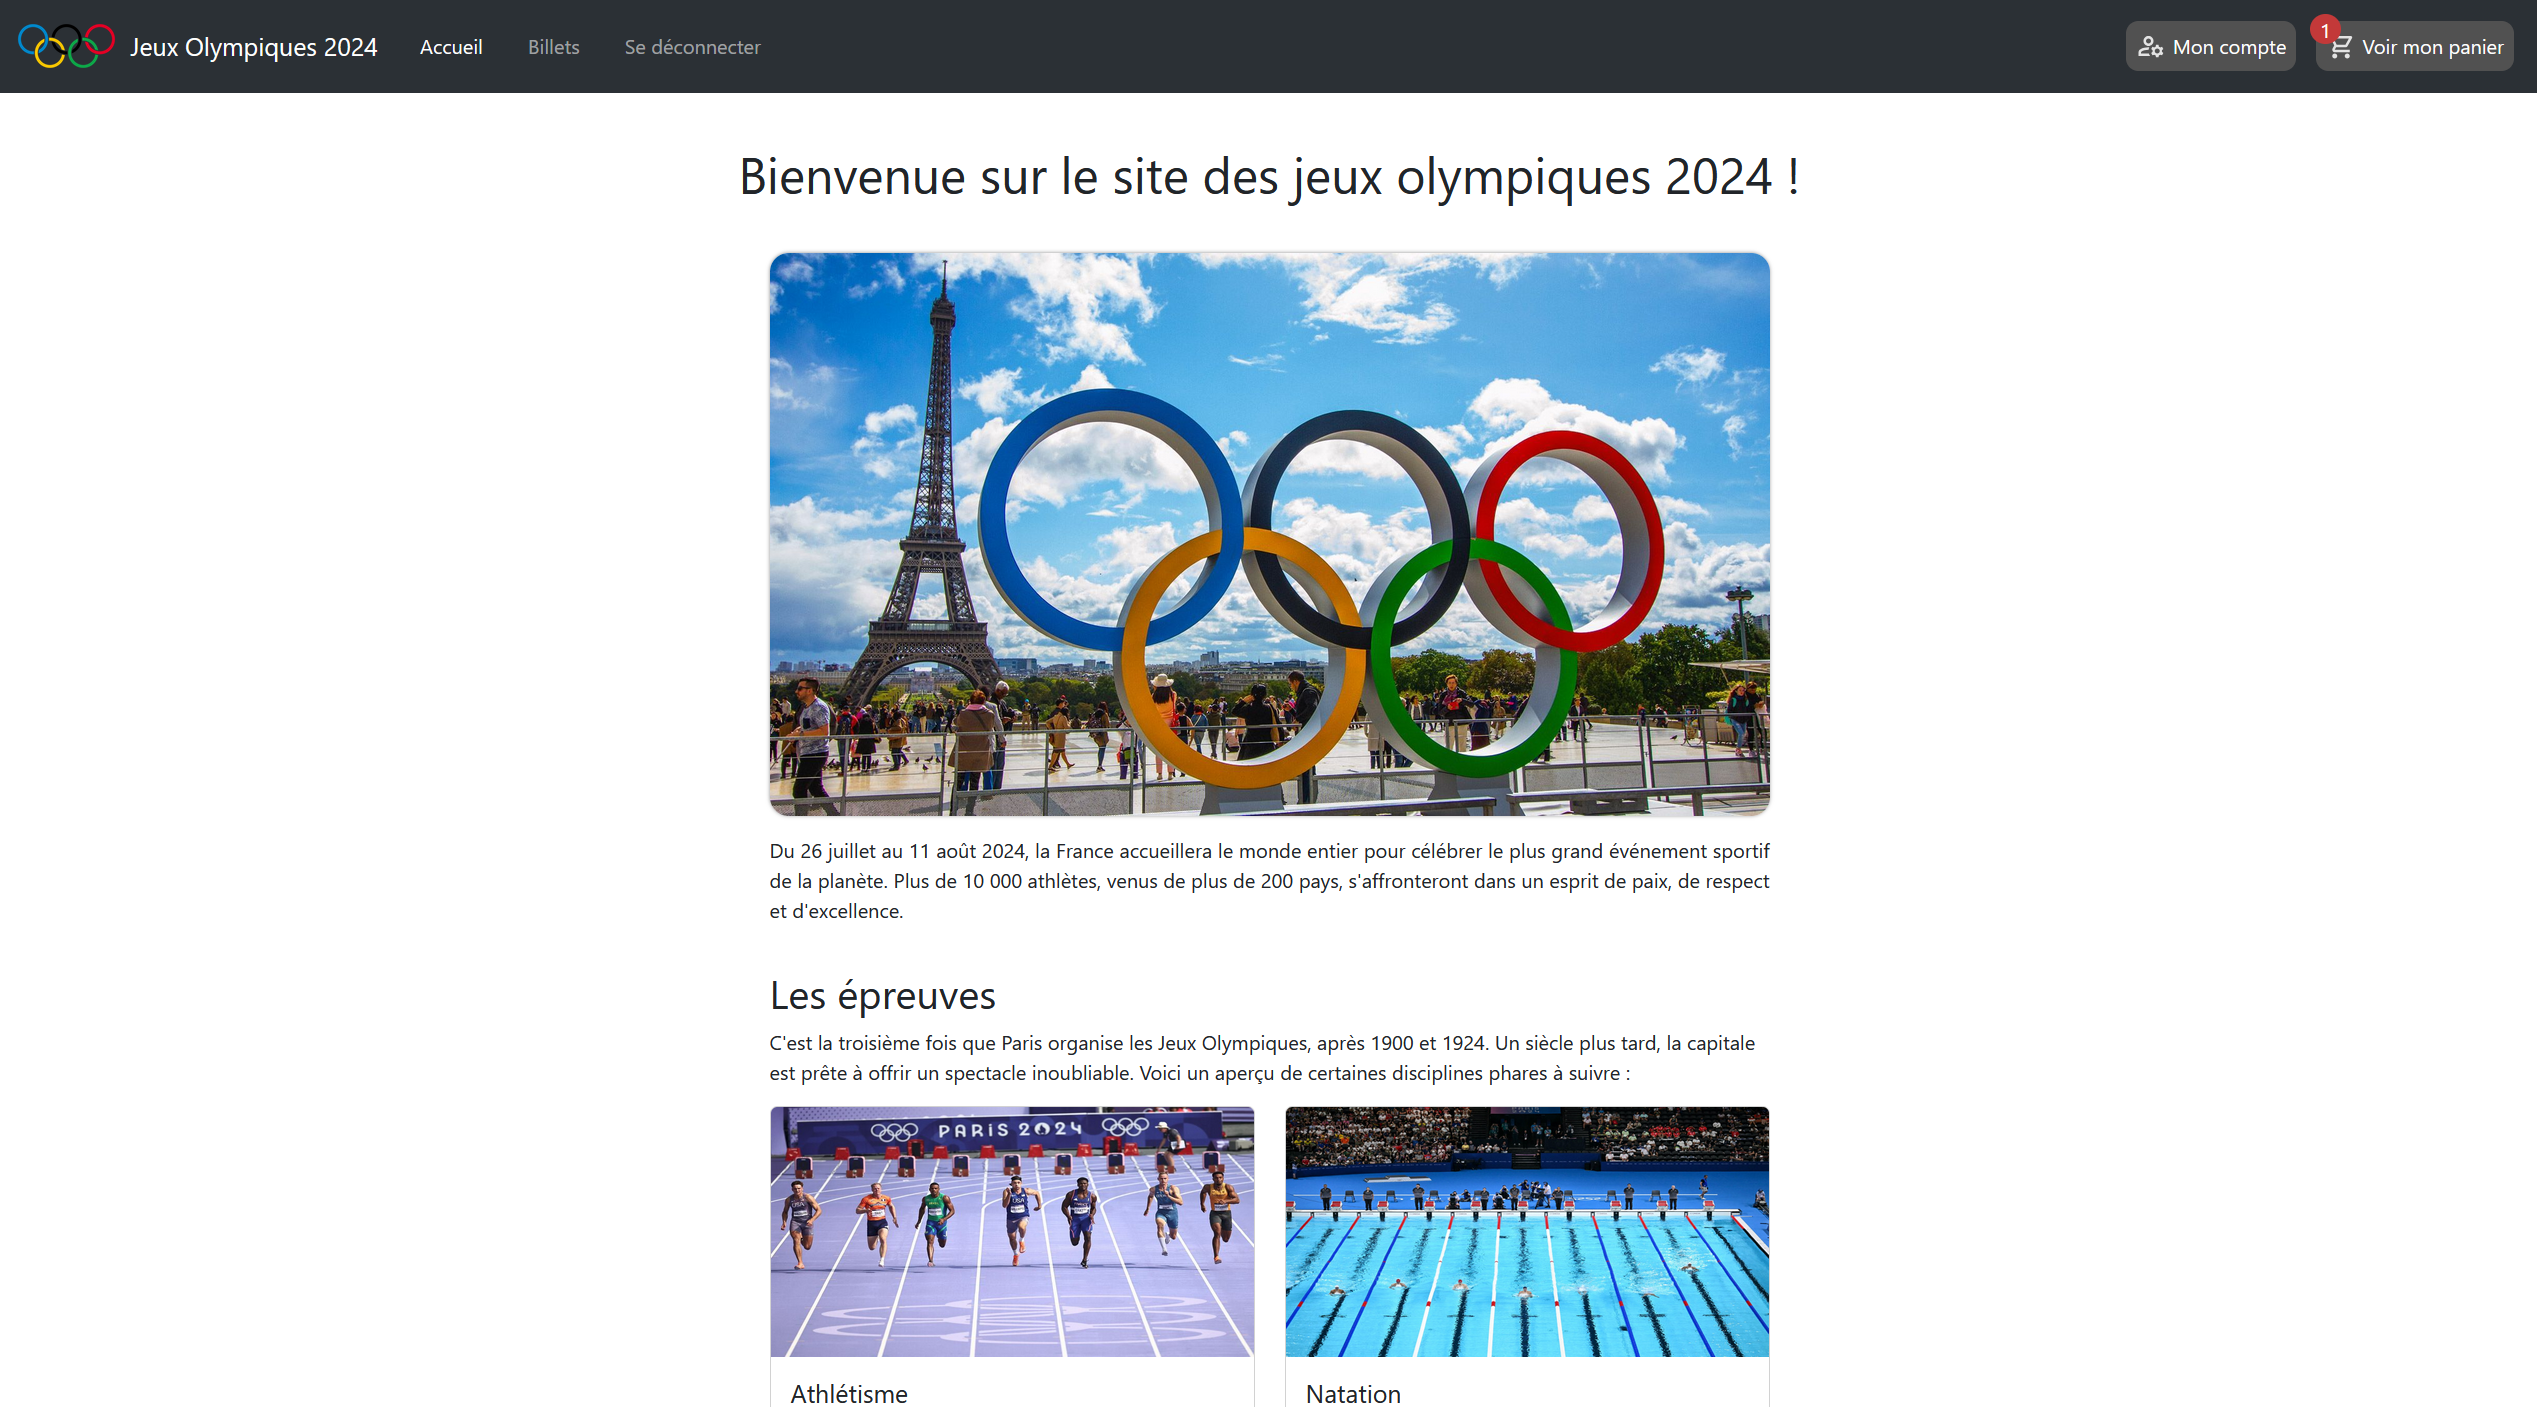 Jeux Olympiques 2024
Accueil
Billets
Se déconnecter
Mon compte
1
Voir mon panier
Bienvenue sur le site des jeux olympiques 2024 !
Du 26 juillet au 11 août 2024, la France accueillera le monde entier pour célébrer le plus grand événement sportif
de la planète. Plus de 10 000 athlètes, venus de plus de 200 pays, s'affronteront dans un esprit de paix, de respect
et d'excellence.
Les épreuves
C'est la troisième fois que Paris organise les Jeux Olympiques, après 1900 et 1924. Un siècle plus tard, la capitale
est prête à offrir un spectacle inoubliable. Voici un aperçu de certaines disciplines phares à suivre :
PARIS 2024
Athlétisme
Natation